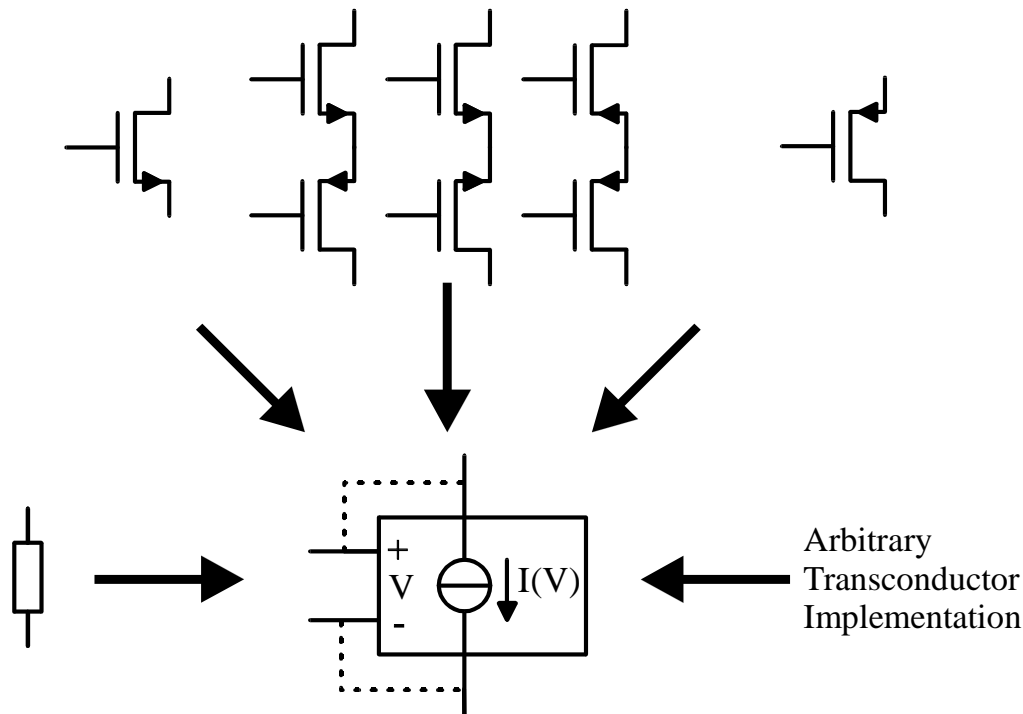 +
V
I(V)
-
Arbitrary
Transconductor
Implementation